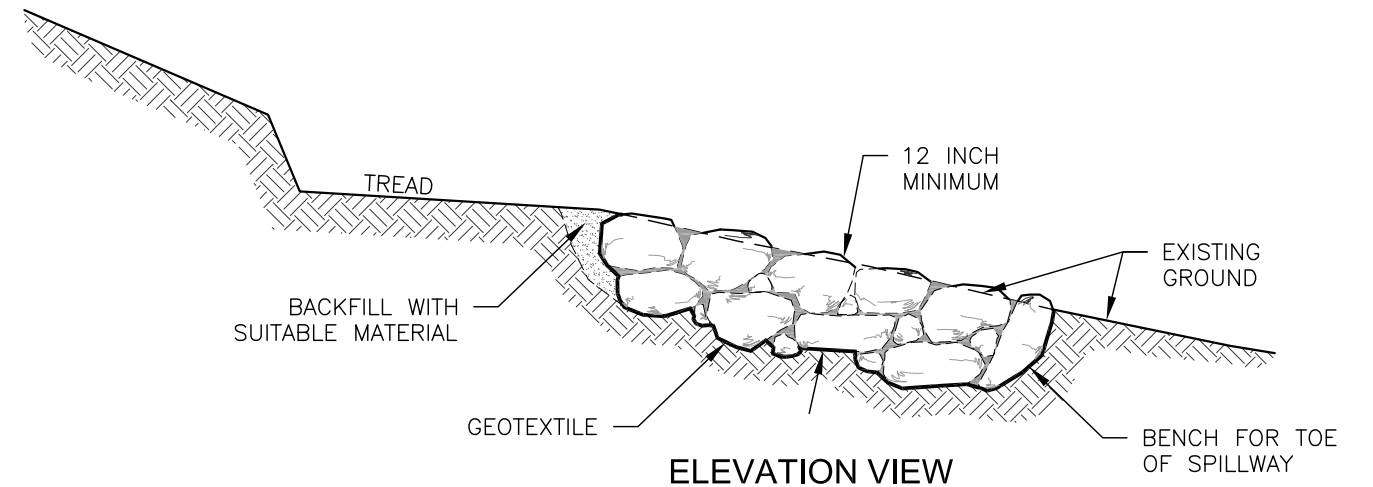 TREAD
12 INCH
MINIMUM
EXISTING
GROUND
BACKFILL WITH
SUITABLE MATERIAL
GEOTEXTILE
BENCH FOR TOE
OF SPILLWAY
ELEVATION VIEW